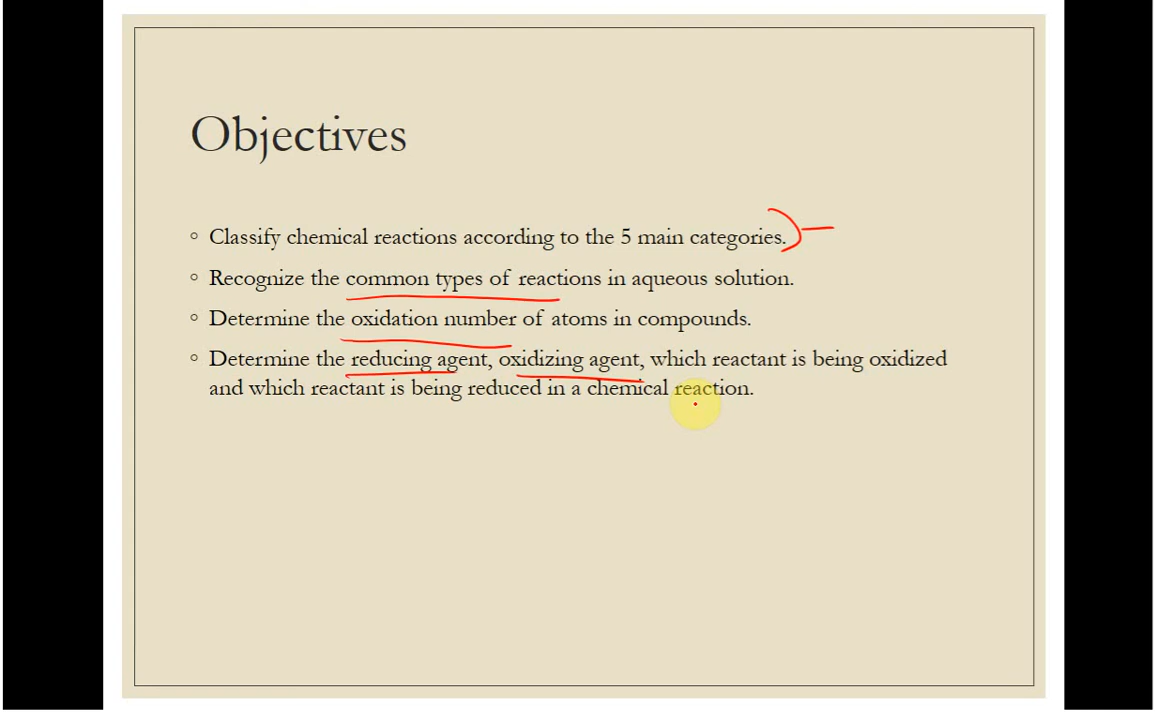 Objectives
◦ Classify chemical reactions according to the 5 main categories.
◦ Recognize the common types of reactions in aqueous solution.
◦ Determine the oxidation number of atoms in compounds.
◦ Determine the reducing agent, oxidizing agent, which reactant is being oxidized
and which reactant is being reduced in a chemical reaction.